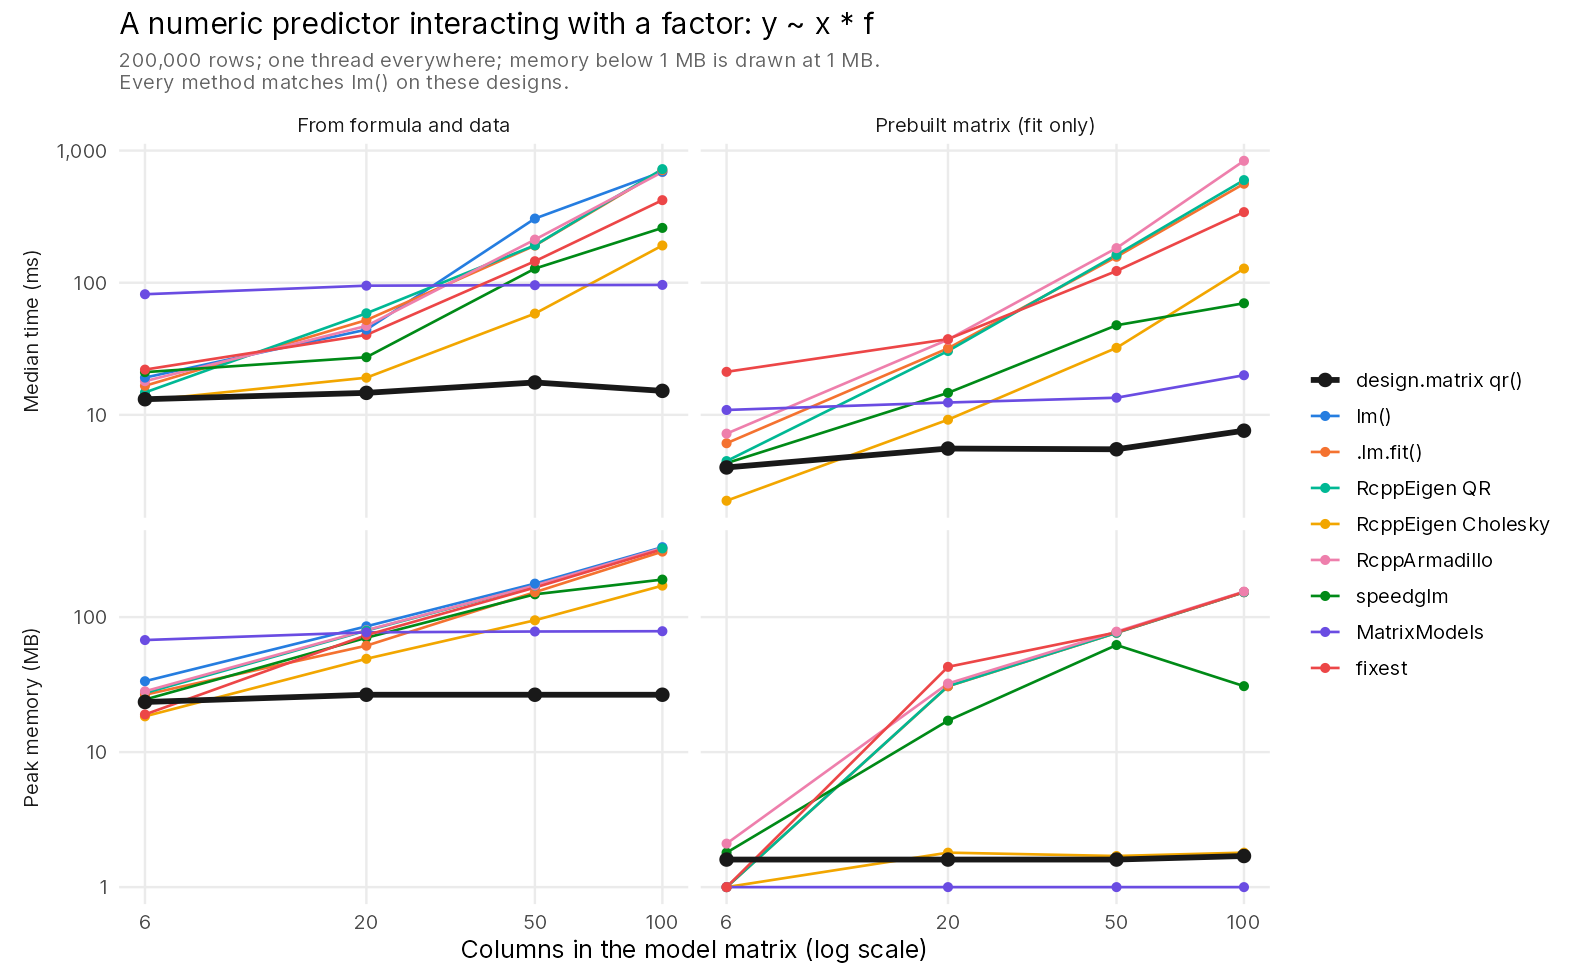 A numeric predictor interacting with a factor: y ~ x * f
200,000 rows; one thread everywhere; memory below 1 MB is drawn at 1 MB.
Every method matches lm() on these designs.
From formula and data
Prebuilt matrix (fit only)
Median time (ms)
1,000
100
10
Peak memory (MB)
100
10
1
6 20 50 100
6 20 50 100
Columns in the model matrix (log scale)
design.matrix qr()
lm()
.lm.fit()
RcppEigen QR
RcppEigen Cholesky
RcppArmadillo
speedglm
MatrixModels
fixest